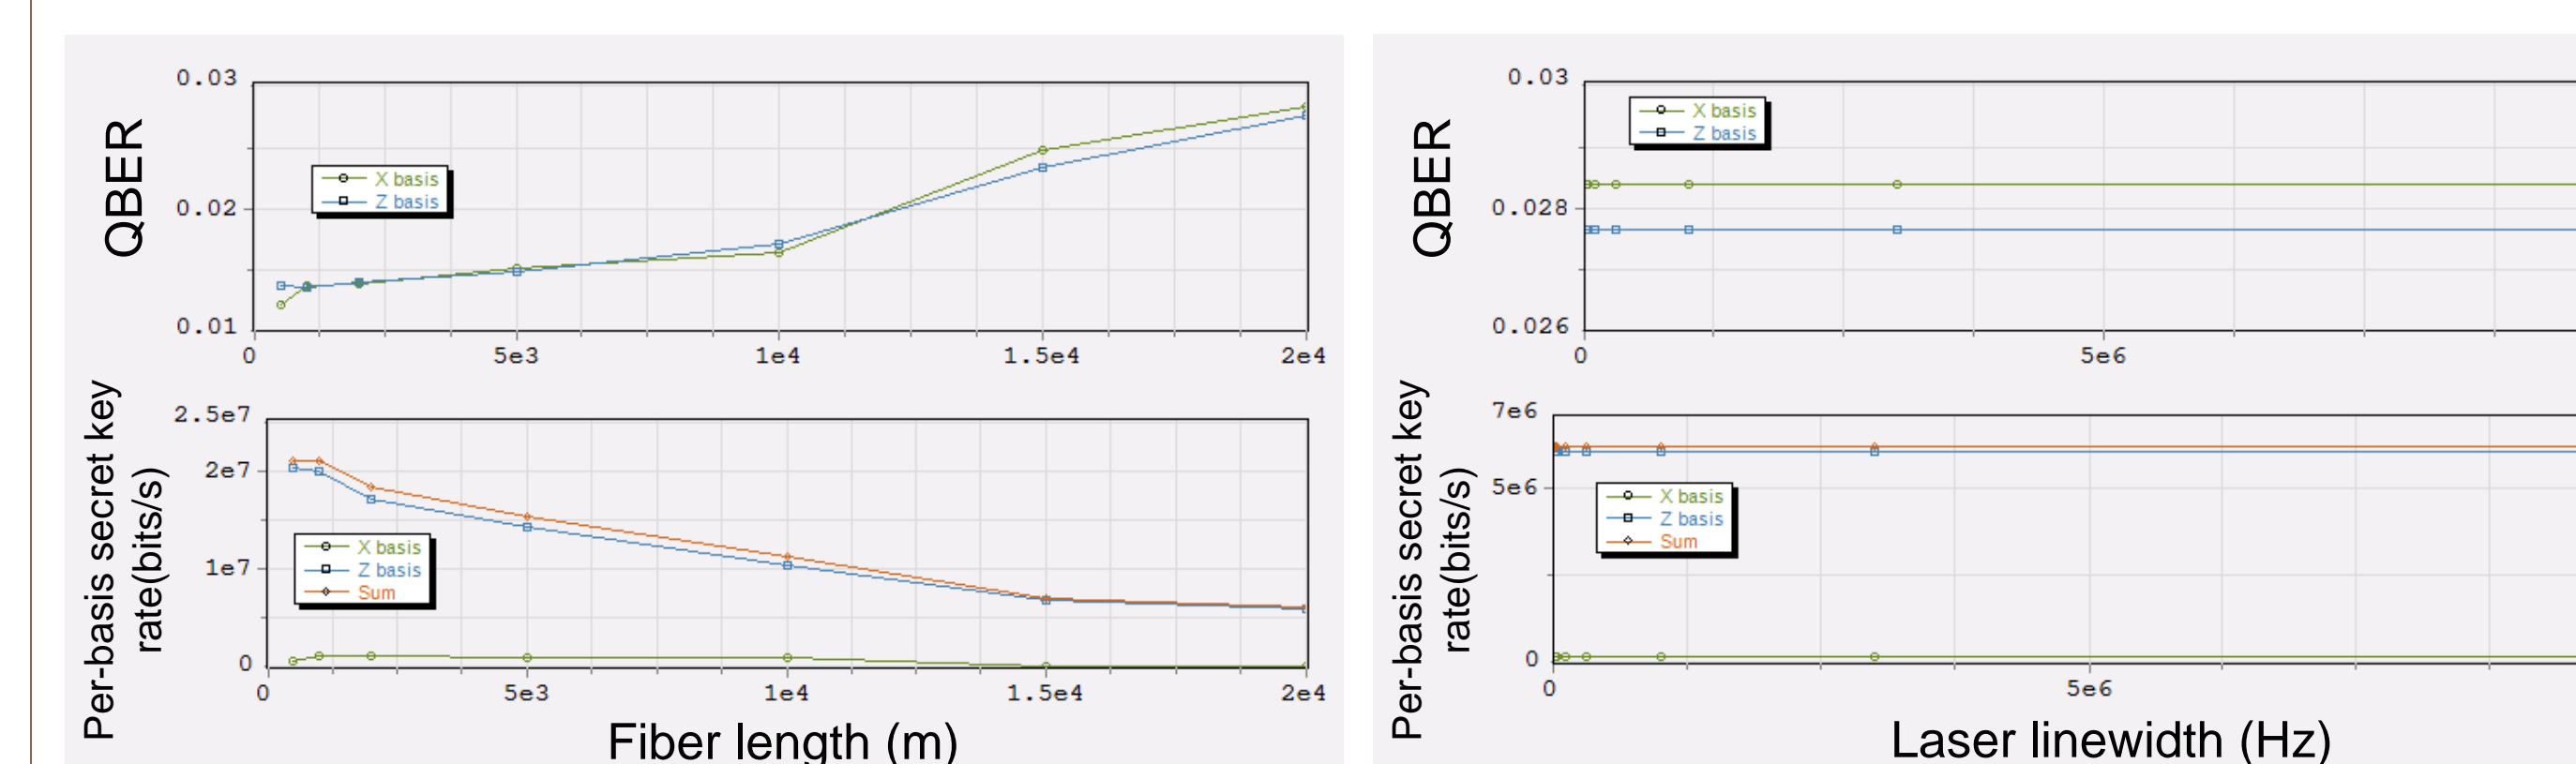 QBER
0.03
0.02
0.01
X basis
Z basis
0
5e3
1e4
1.5e4
2e4
Per-basis secret key
rate(bits/s)
2.5e7
2e7
1e7
0
X basis
Z basis
Sum
0
5e3
1e4
1.5e4
2e4
Fiber length (m)
QBER
0.03
0.028
0.026
X basis
Z basis
0
5e6
Per-basis secret key
rate(bits/s)
7e6
5e6
0
X basis
Z basis
Sum
0
5e6
Laser linewidth (Hz)